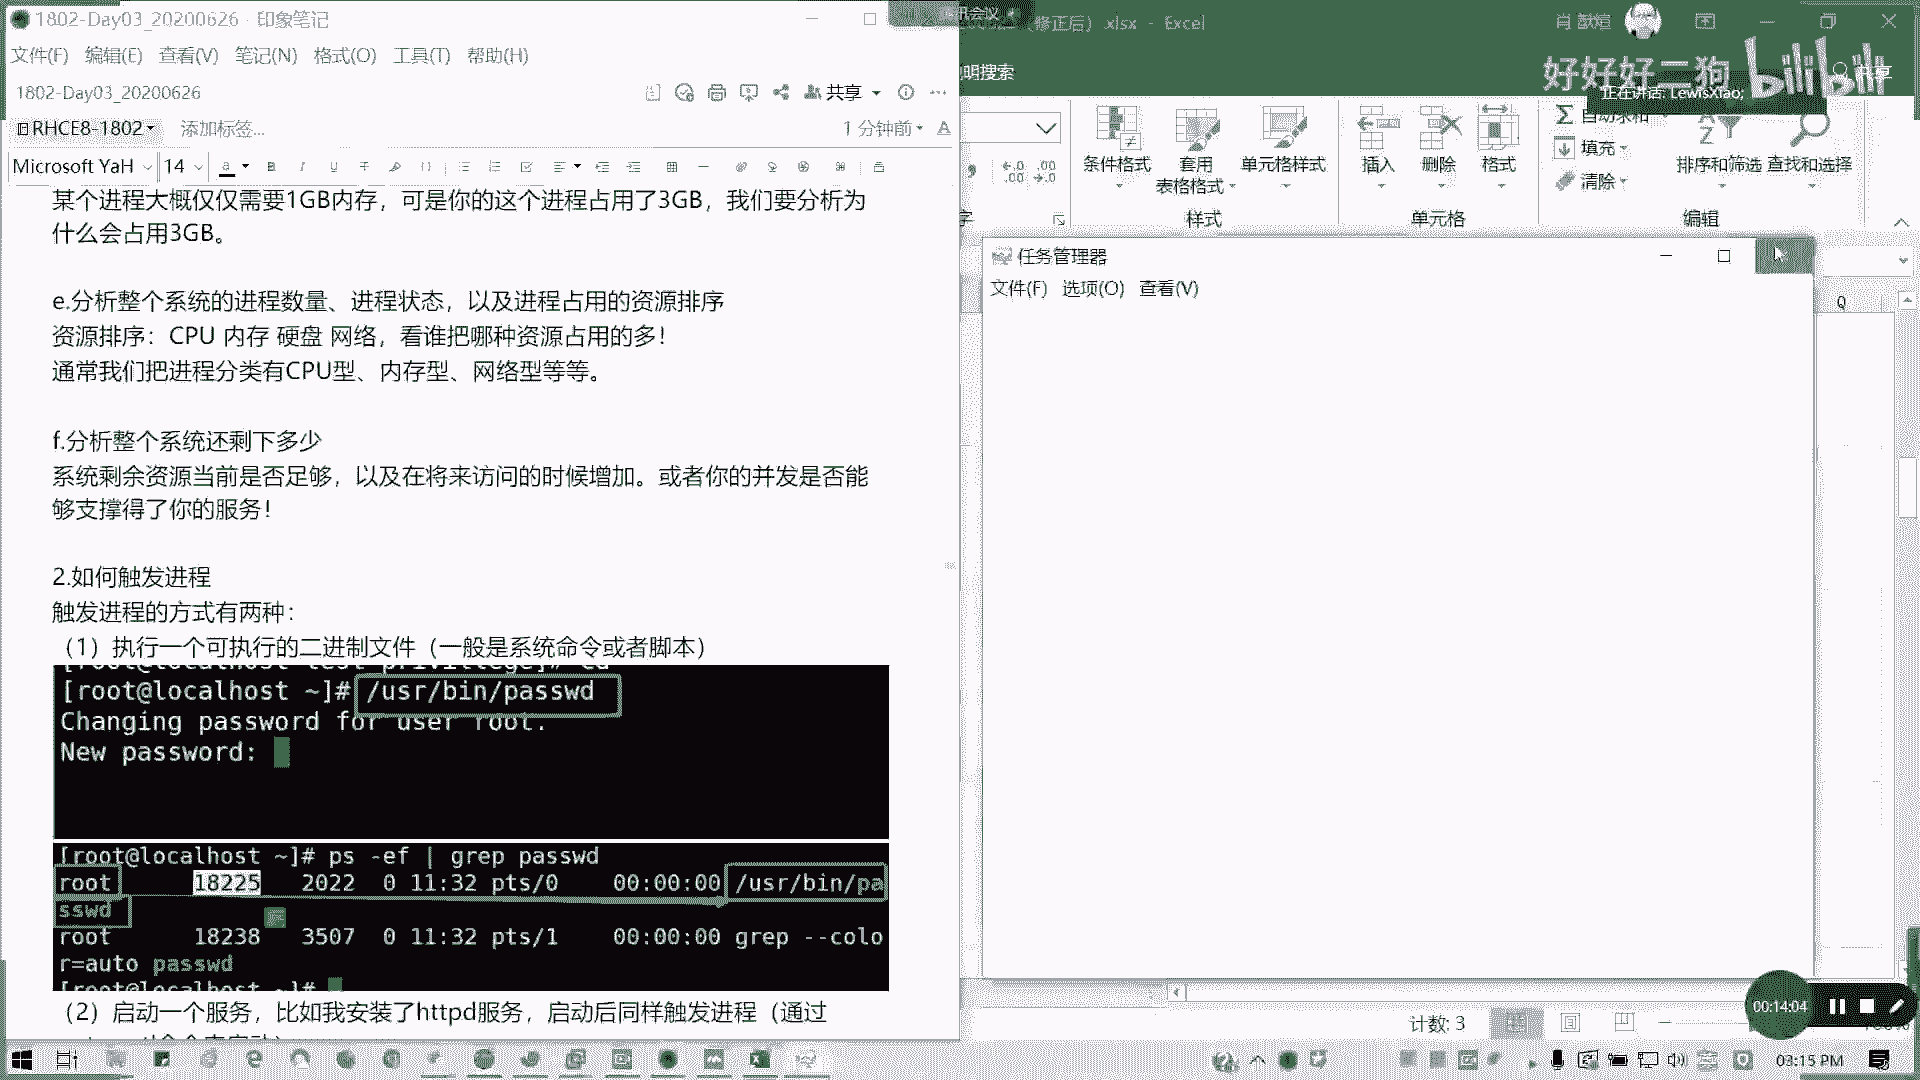 1802-Day03_20200626 - 印象笔记
文件(F) 编辑(E) 查看(V) 笔记(N) 格式(O) 工具(T) 帮助(H)
1802-Day03_20200626
共享
RHCE8-1802
添加标签...
1 分钟前
Microsoft YaH
14
某个进程大概仅仅需要1GB内存，可是你的这个进程占用了3GB，我们要分析为
什么会占用3GB。
e.分析整个系统的进程数量、进程状态，以及进程占用的资源排序
资源排序：CPU 内存 硬盘 网络，看谁把哪种资源占用的多！
通常我们把进程分类有CPU型、内存型、网络型等等。
f.分析整个系统还剩下多少
系统剩余资源当前是否足够，以及在将来访问的时候增加。或者你的并发是否能
够支撑得了你的服务！
2.如何触发进程
触发进程的方式有两种：
（1）执行一个可执行的二进制文件（一般是系统命令或者脚本）
[root@localhost ~]# /usr/bin/passwd
Changing password for user root.
New password:
[root@localhost ~]# ps -ef | grep passwd
root 18225 2022 0 11:32 pts/0 00:00:00 /usr/bin/pa
sswd
root 18238 3507 0 11:32 pts/1 00:00:00 grep --colo
r=auto passwd
[root@localhost ~]#
（2）启动一个服务，比如我安装了httpd服务，启动后同样触发进程（通过
（修正后）.xlsx - Excel
明搜索
好好好二狗 bilibili
共享
正在讲话: LewisXiao;
条件格式
套用
表格格式
单元格样式
插入
删除
格式
自动求和
填充
清除
排序和筛选
查找和选择
样式
单元格
编辑
任务管理器
文件(F) 选项(O) 查看(V)
Q
计数: 3
00:14:04
03:15 PM